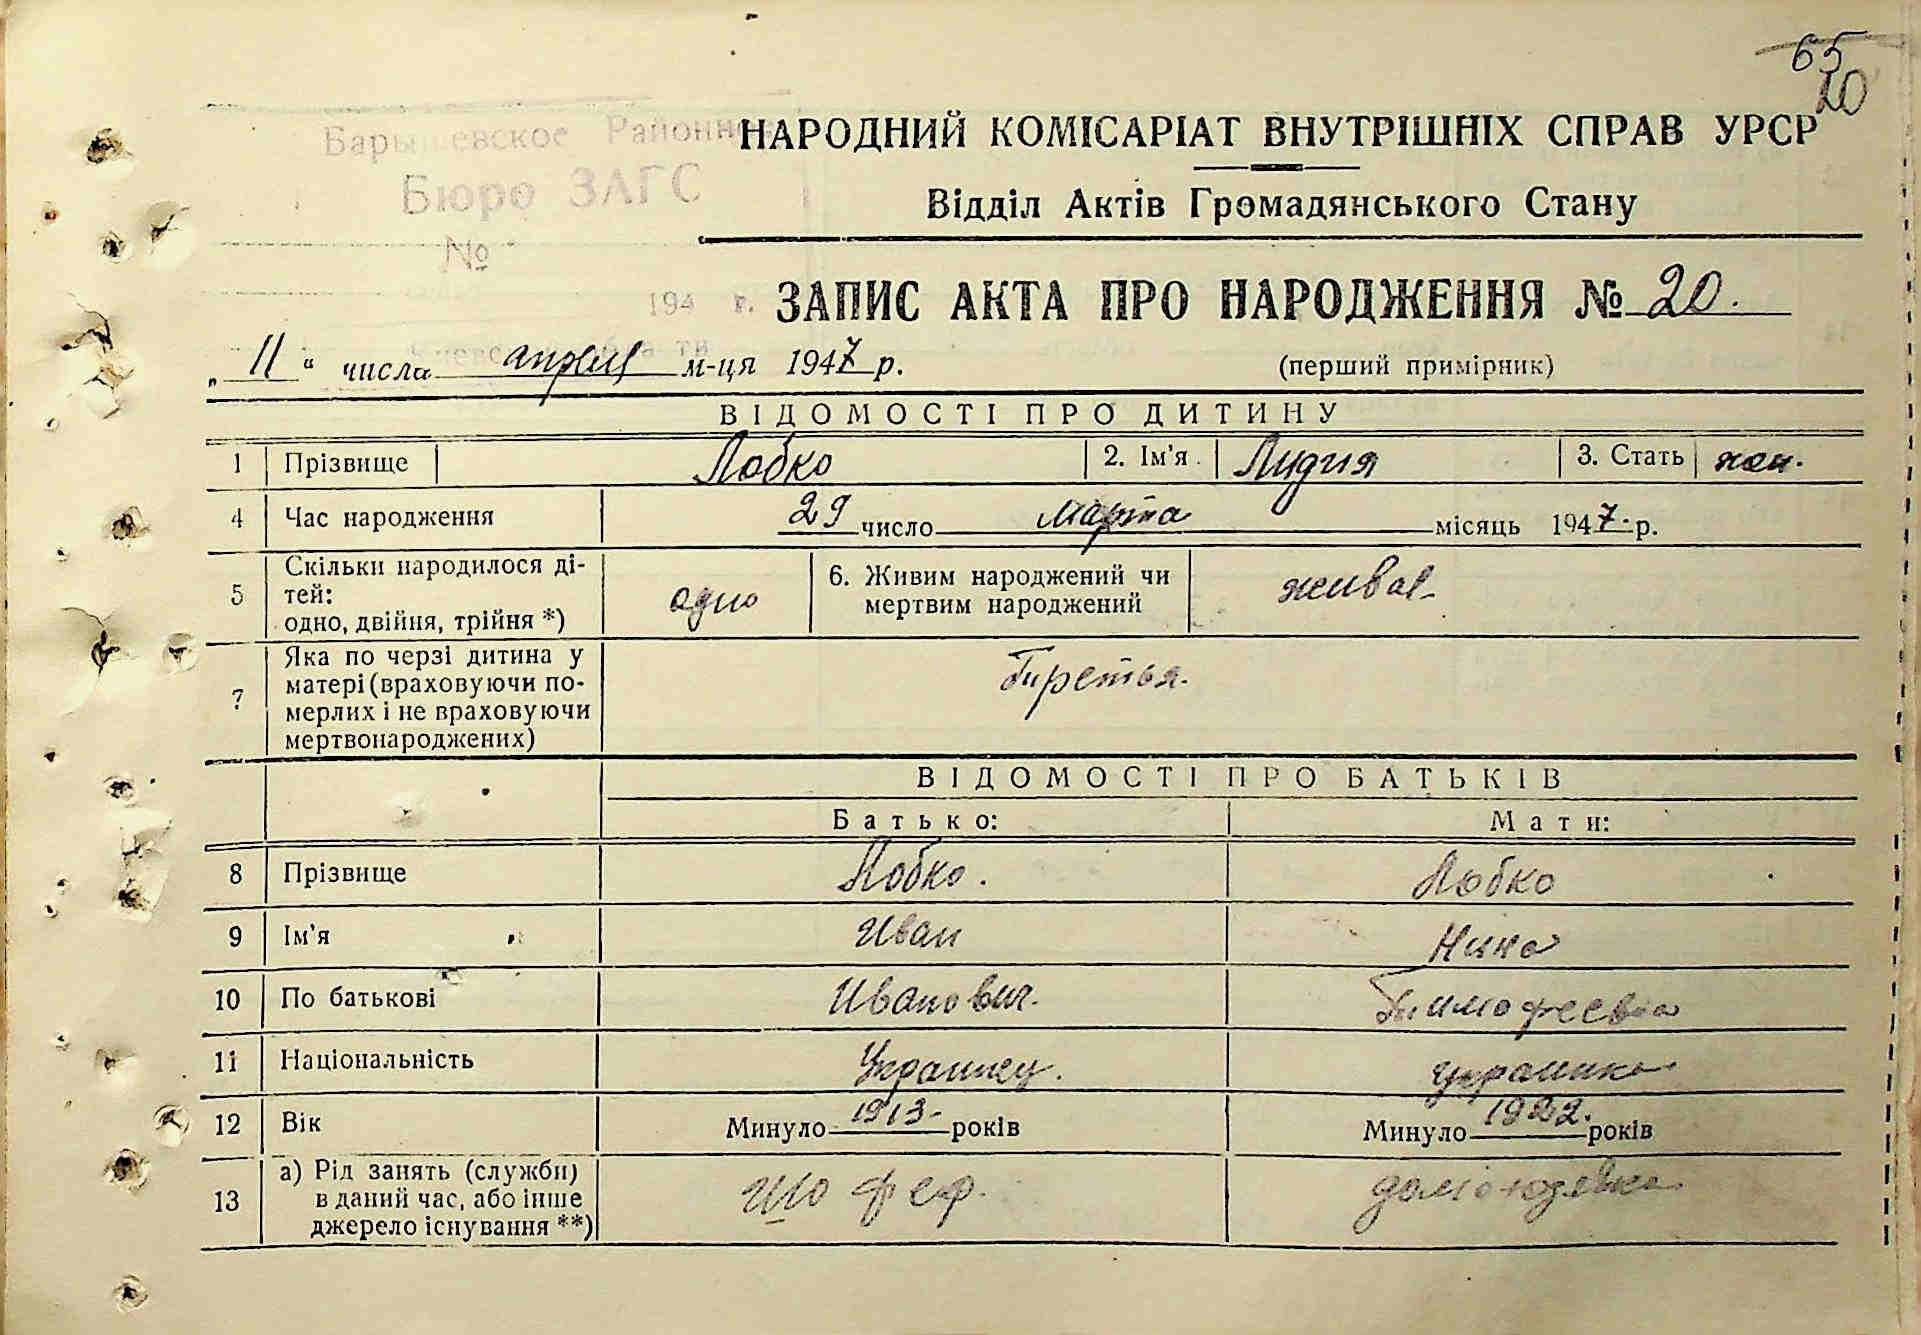 65
20
Барышевское Районное
Бюро ЗАГС
№
194 г.
НАРОДНИЙ КОМІСАРІАТ ВНУТРІШНІХ СПРАВ УРСР
Відділ Актів Громадянського Стану
ЗАПИС АКТА ПРО НАРОДЖЕННЯ № 20.
„ 11 “ числа апреля м-ця 1947 р. (перший примірник)
ВІДОМОСТІ ПРО ДИТИНУ
1 Прізвище Лобко 2. Ім’я Лидия 3. Стать жен.
4 Час народження 29 число марта місяць 1947 р.
5 Скільки народилося ді-
тей:
одно, двійня, трійня *) одно 6. Живим народжений чи
мертвим народжений живая
7 Яка по черзі дитина у
матері (враховуючи по-
мерлих і не враховуючи
мертвонароджених) Третья.
ВІДОМОСТІ ПРО БАТЬКІВ
Батько: Мати:
8 Прізвище Лобко. Лобко
9 Ім’я Иван Нина
10 По батькові Иванович. Тимофеевна
11 Національність Украинец. украинка
12 Вік Минуло 1913 років Минуло 1922. років
13 а) Рід занять (служби)
в даний час, або інше
джерело існування **) шофер.